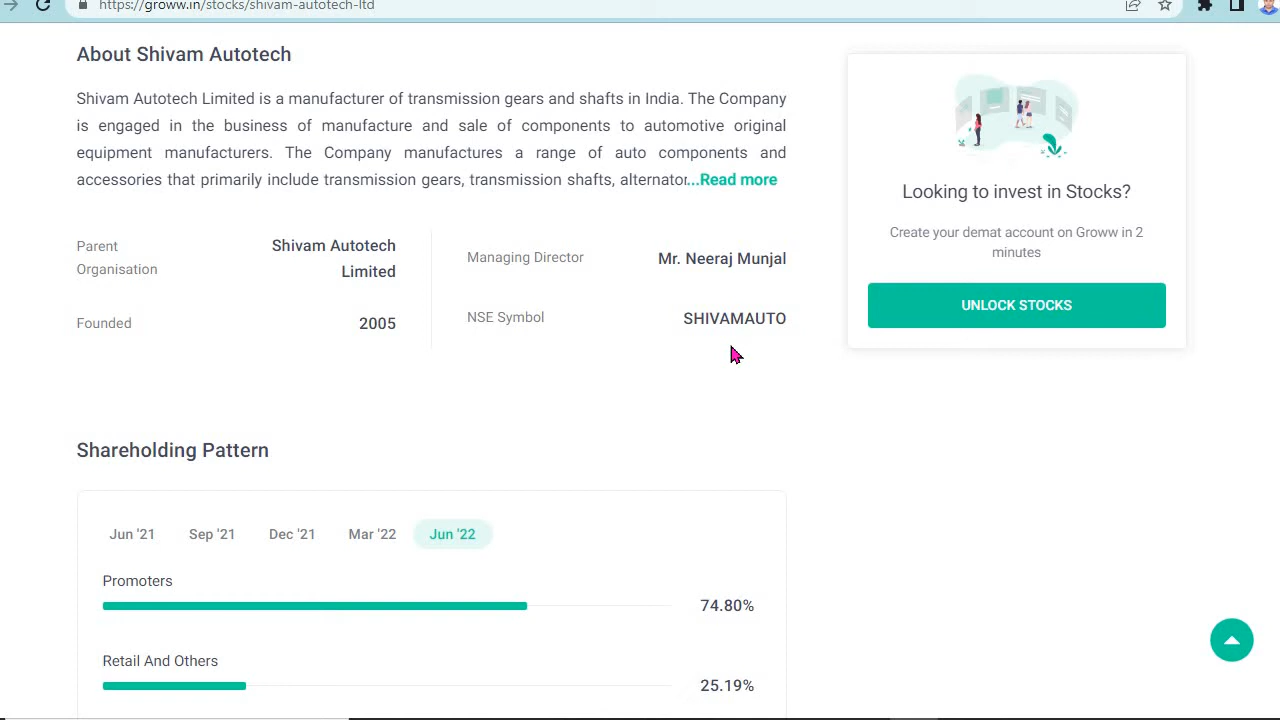 https://groww.in/stocks/shivam-autotech-ltd
About Shivam Autotech
Shivam Autotech Limited is a manufacturer of transmission gears and shafts in India. The Company
is engaged in the business of manufacture and sale of components to automotive original
equipment manufacturers. The Company manufactures a range of auto components and
accessories that primarily include transmission gears, transmission shafts, alternator...Read more
Parent
Organisation
Shivam Autotech
Limited
Founded
2005
Managing Director
Mr. Neeraj Munjal
NSE Symbol
SHIVAMAUTO
Looking to invest in Stocks?
Create your demat account on Groww in 2
minutes
UNLOCK STOCKS
Shareholding Pattern
Jun '21 Sep '21 Dec '21 Mar '22 Jun '22
Promoters
74.80%
Retail And Others
25.19%